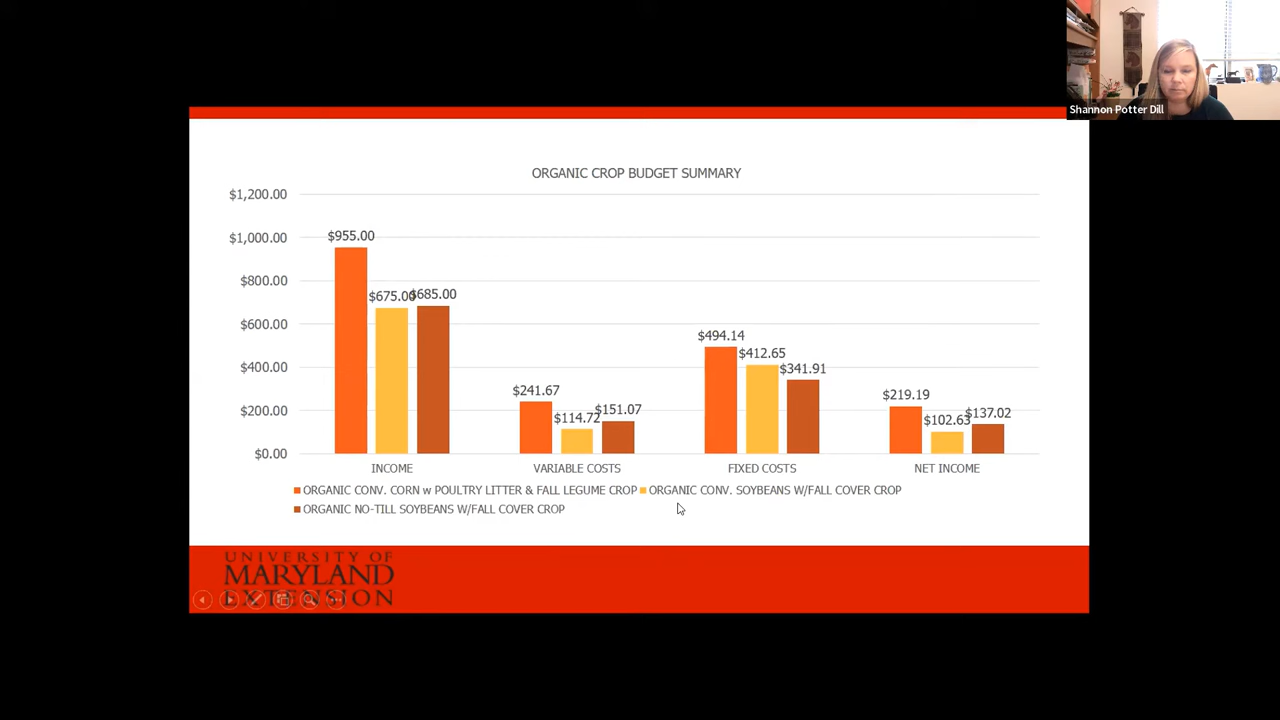 Shannon Potter Dill
ORGANIC CROP BUDGET SUMMARY
$1,200.00
$1,000.00
$800.00
$600.00
$400.00
$200.00
$0.00
$955.00
$675.00
$685.00
$241.67
$114.72
$151.07
$494.14
$412.65
$341.91
$219.19
$102.63
$137.02
INCOME VARIABLE COSTS FIXED COSTS NET INCOME
ORGANIC CONV. CORN w POULTRY LITTER & FALL LEGUME CROP ORGANIC CONV. SOYBEANS W/FALL COVER CROP
ORGANIC NO-TILL SOYBEANS W/FALL COVER CROP
UNIVERSITY OF
MARYLAND
EXTENSION